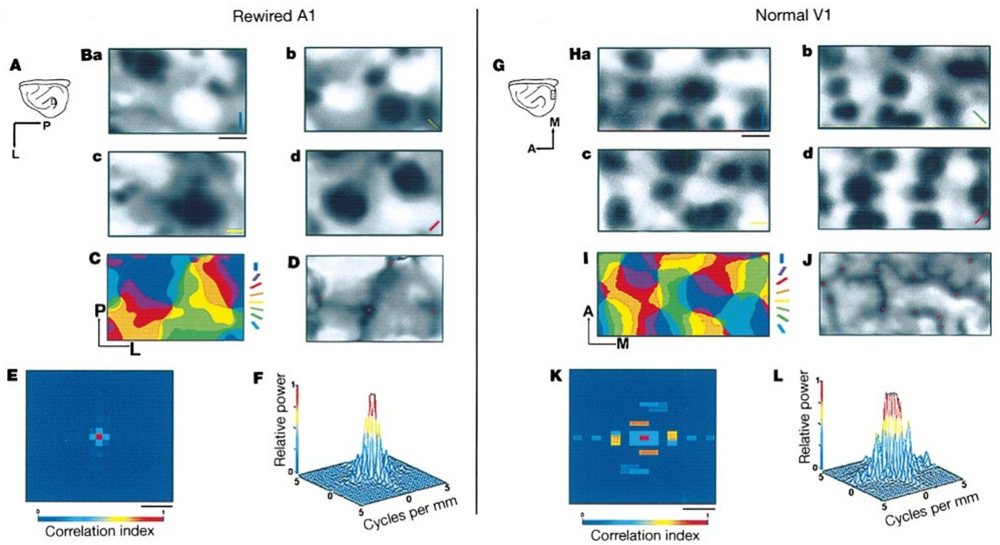 Rewired A1
Normal V1
A
Ba
b
P
L
c
d
C
D
P
L
E
F
Relative power
1
0
5
0
5
0
5
Cycles per mm
0
1
Correlation index
G
Ha
b
M
A
c
d
I
J
A
M
K
L
Relative power
1
0
5
0
5
0
5
Cycles per mm
0
1
Correlation index